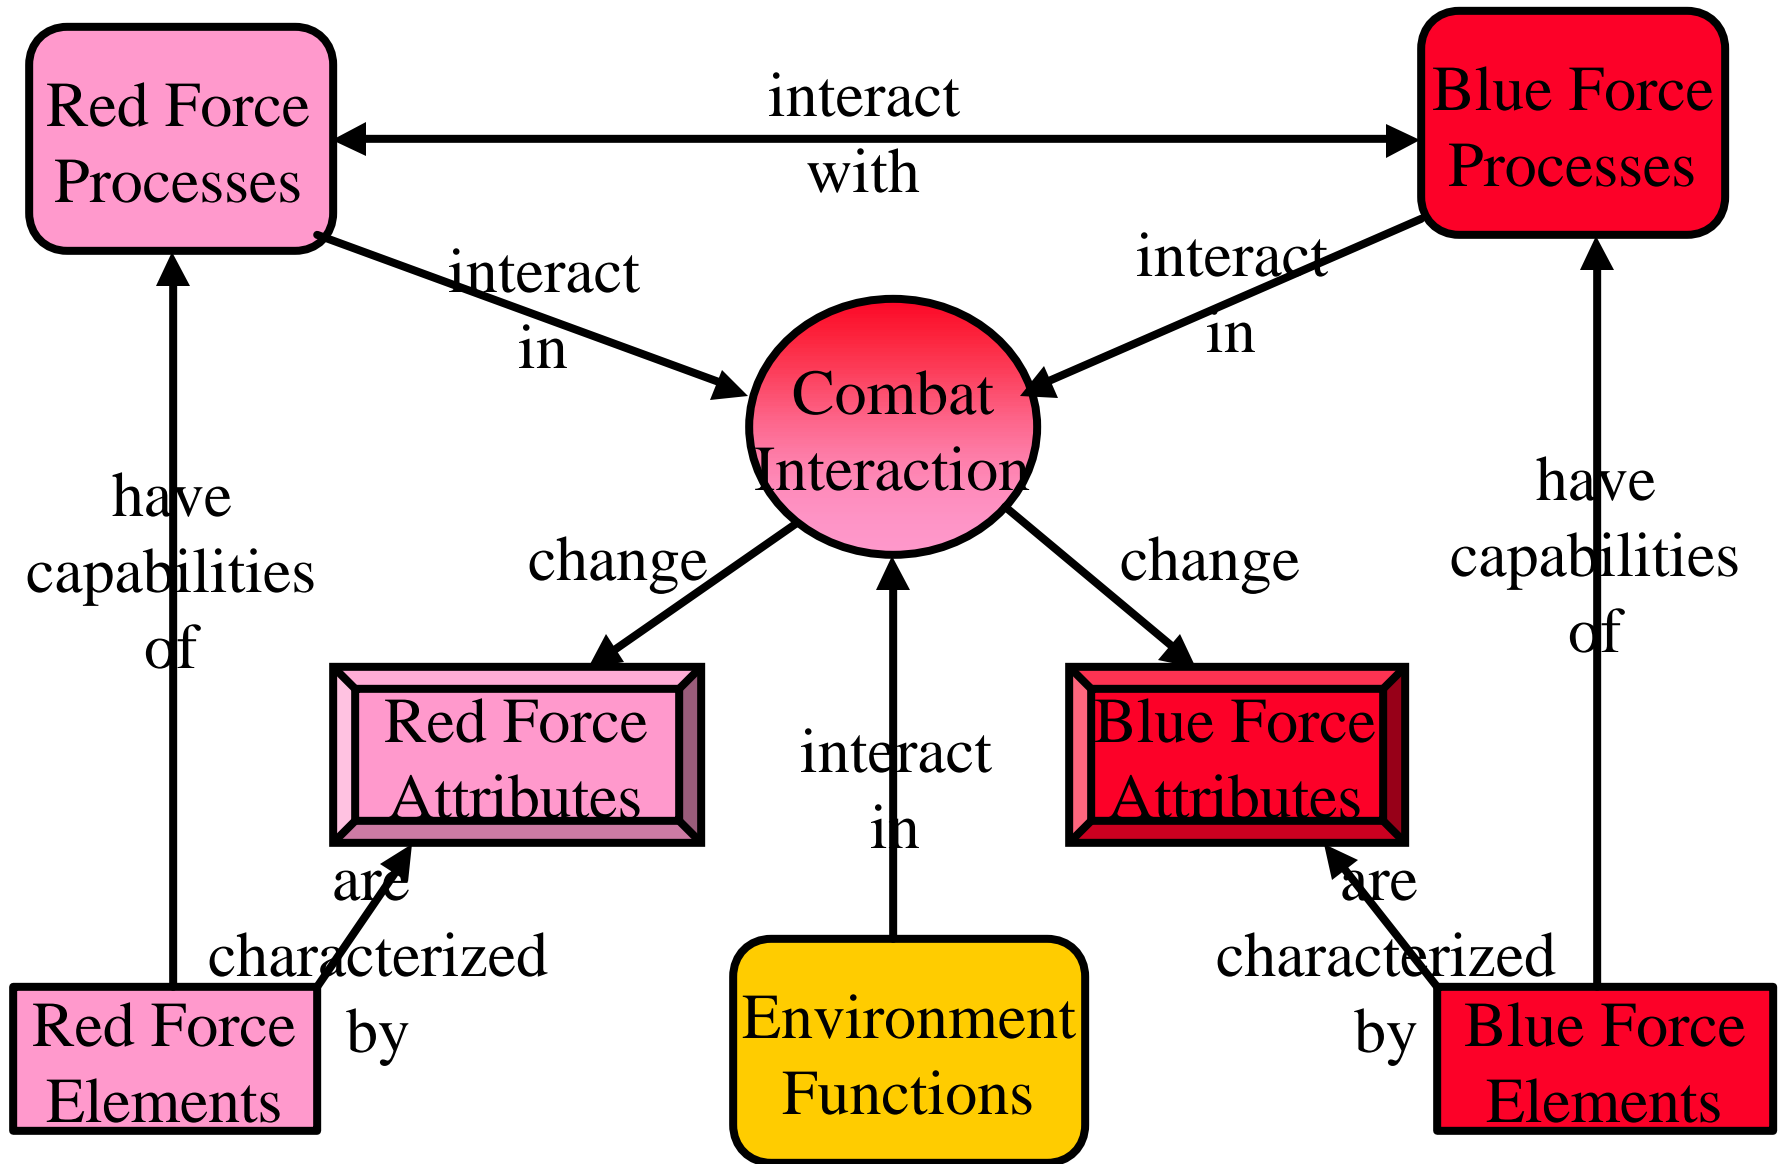 Red Force
Processes
interact
with
Blue Force
Processes
interact
in
interact
in
Combat
Interaction
have
capabilities
of
have
capabilities
of
change
change
Red Force
Attributes
interact
in
Blue Force
Attributes
are
characterized
by
are
characterized
by
Red Force
Elements
Environment
Functions
Blue Force
Elements